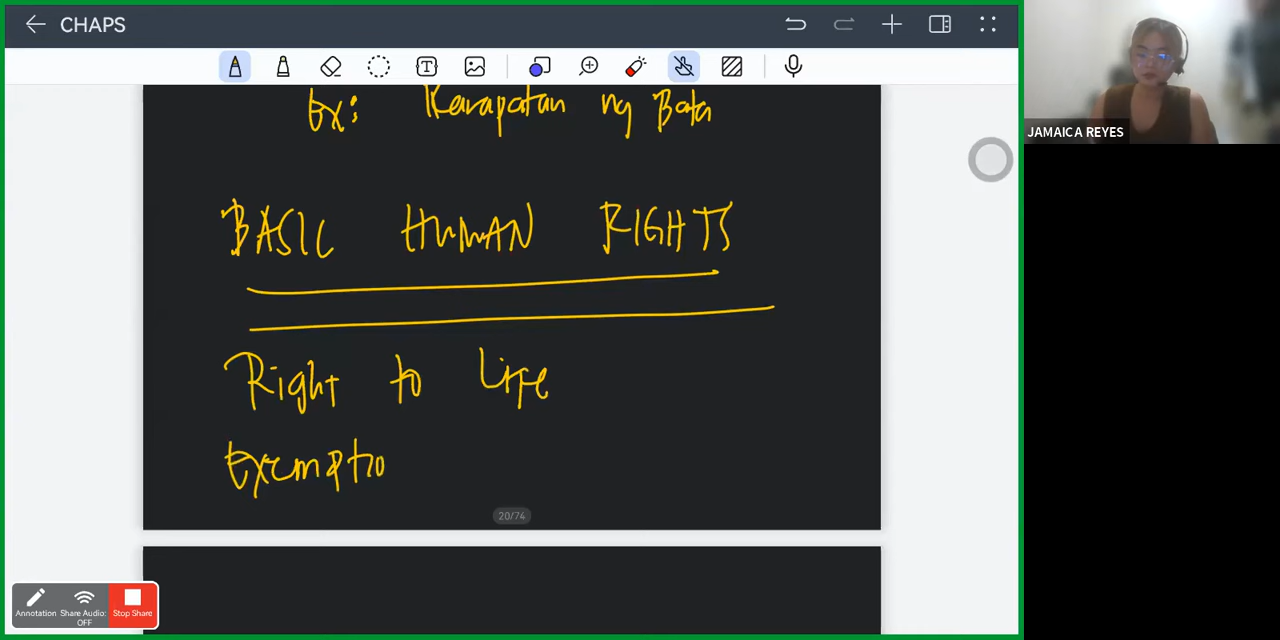 CHAPS
Ex: Karapatan ng Bata
BASIC HUMAN RIGHTS
Right to Life
Exemptio
20/74
Annotation
Share Audio: OFF
Stop Share
JAMAICA REYES